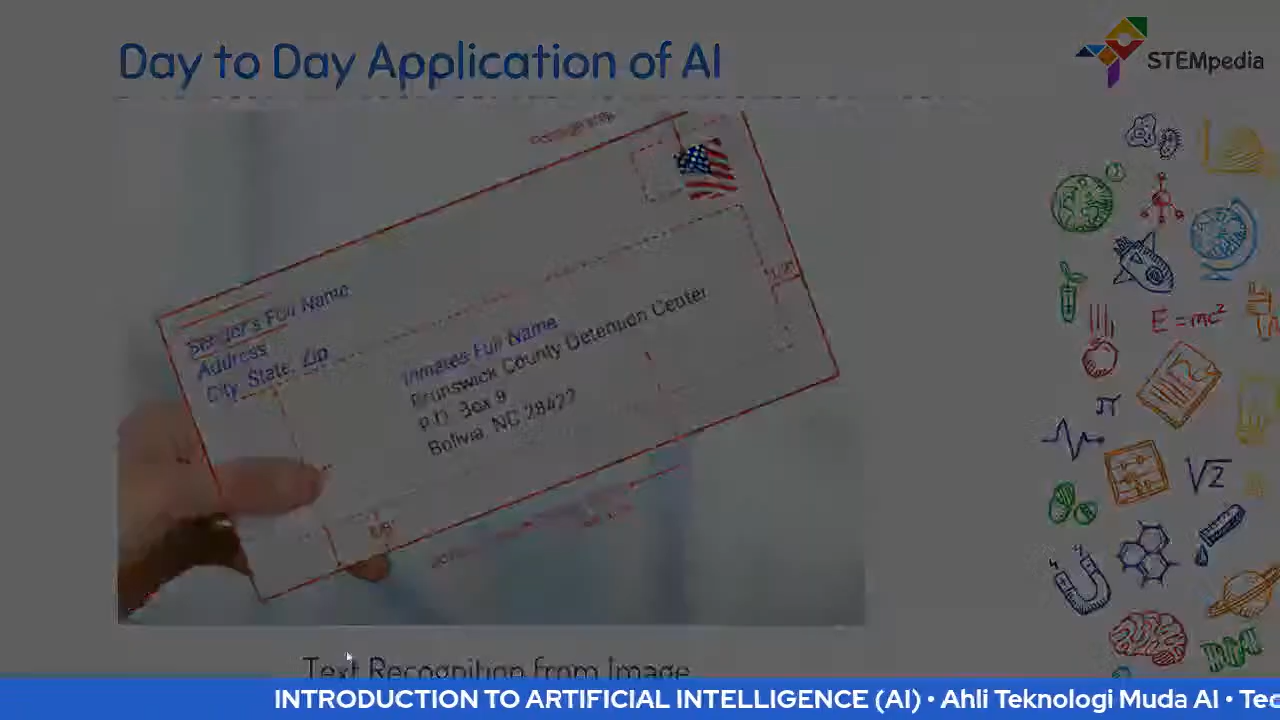 Day to Day Application of AI
STEMpedia
Sender's Full Name
Address
City, State, Zip
Inmates Full Name
Brunswick County Detention Center
P.O. Box 9
Bolivia, NC 28422
E = mc²
π
√2
Text Recognition from Image
INTRODUCTION TO ARTIFICIAL INTELLIGENCE (AI) • Ahli Teknologi Muda AI • Tec